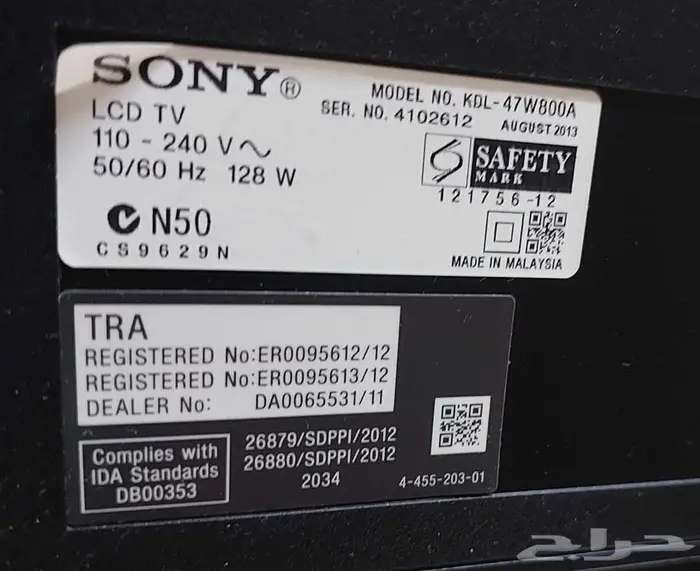 SONY®
LCD TV
110 - 240 V~
50/60 Hz 128 W
N50
CS9629N
MODEL NO. KDL-47W800A
SER. NO. 4102612 AUGUST 2013
SAFETY
MARK
121756-12
MADE IN MALAYSIA
TRA
REGISTERED No:ER0095612/12
REGISTERED No:ER0095613/12
DEALER No: DA0065531/11
Complies with
IDA Standards
DB00353
26879/SDPPI/2012
26880/SDPPI/2012
2034
4-455-203-01
حراج